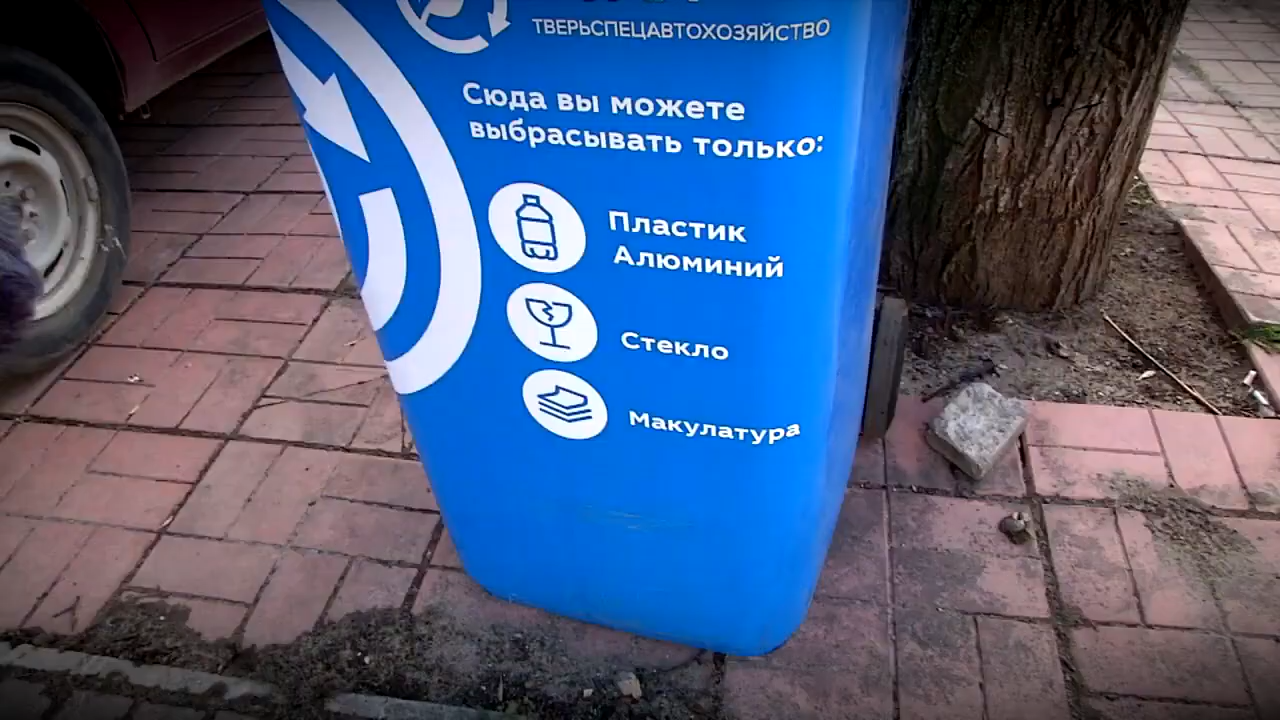 ТВЕРЬСПЕЦАВТОХОЗЯЙСТВО
Сюда вы можете
выбрасывать только:
Пластик
Алюминий
Стекло
Макулатура